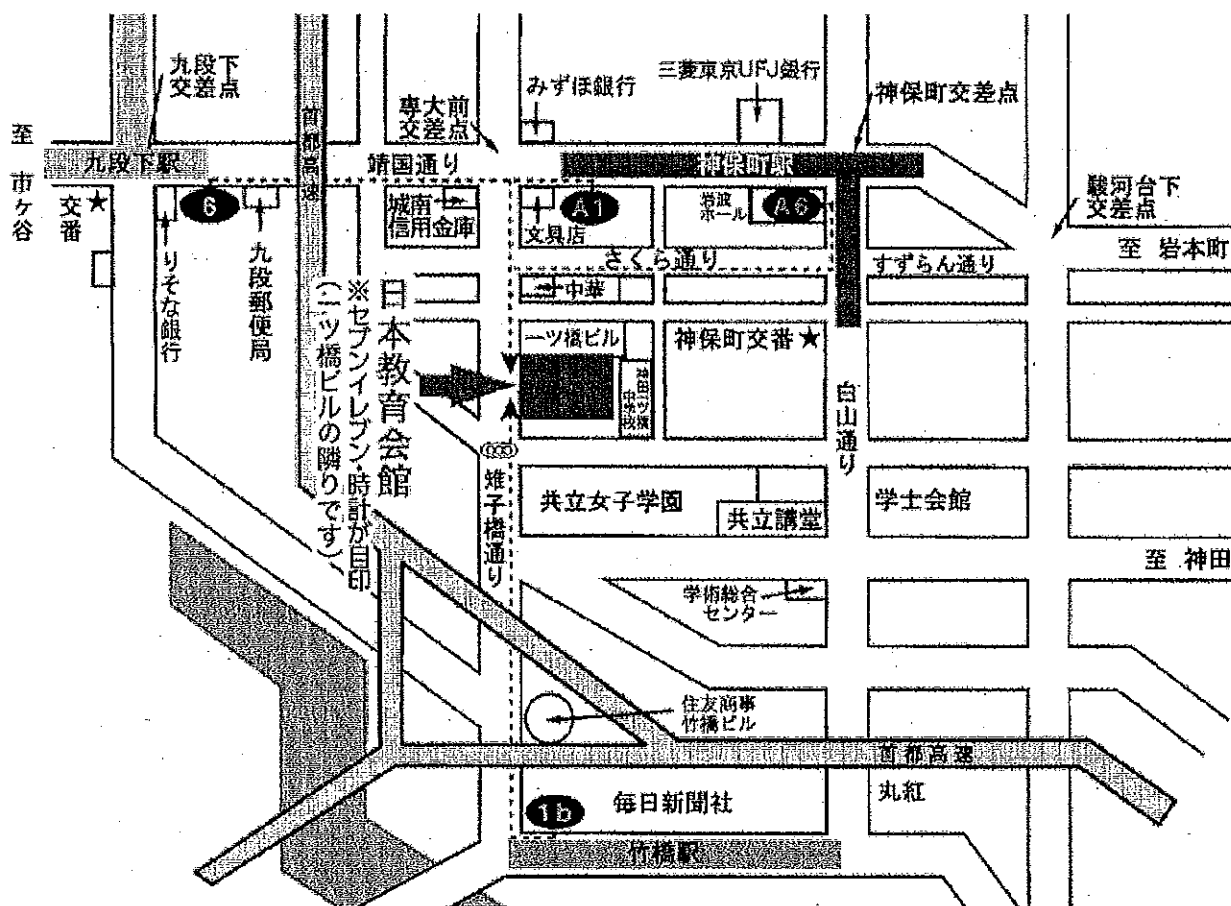 九段下
交差点
首都高速
専大前
交差点
みずほ銀行
三菱東京UFJ銀行
神保町交差点
至
市ヶ谷
九段下駅
靖国通り
神保町駅
交番
りそな銀行
6
九段郵便局
城南
信用金庫
A1
文具店
岩波
ホール
A6
駿河台下
交差点
至 岩本町
さくら通り
すずらん通り
中華
日本教育会館
※セブンイレブン・時計が目印
(一ツ橋ビルの隣りです)
一ツ橋ビル
神田一ツ橋
中学校
神保町交番
白山通り
雉子橋通り
共立女子学園
共立講堂
学士会館
至 神田
学術総合
センター
住友商事
竹橋ビル
首都高速
1b
毎日新聞社
丸紅
竹橋駅